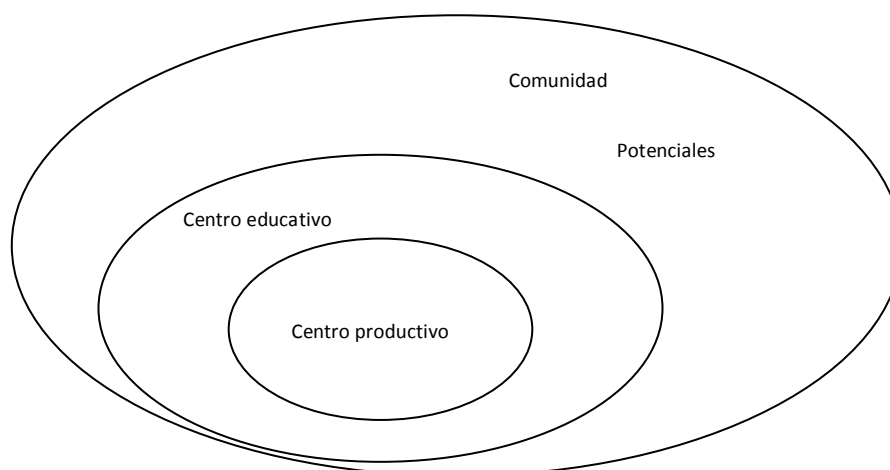 Comunidad
Potenciales
Centro educativo
Centro productivo